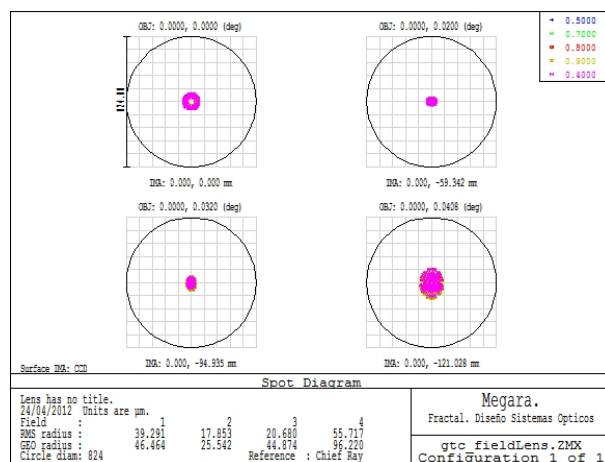 OBJ: 0.0000, 0.0000 (deg)
OBJ: 0.0000, 0.0200 (deg)
0.5000
0.7000
0.8000
0.9000
0.4000
824.00
IMA: 0.000, 0.000 mm
IMA: 0.000, -59.342 mm
OBJ: 0.0000, 0.0320 (deg)
OBJ: 0.0000, 0.0408 (deg)
IMA: 0.000, -94.935 mm
IMA: 0.000, -121.028 mm
Surface IMA: CCD
Spot Diagram
Lens has no title.
24/04/2012 Units are µm.
Field : 1 2 3 4
RMS radius : 39.291 17.853 20.680 55.717
GEO radius : 46.464 25.542 44.874 96.220
Circle diam: 824 Reference : Chief Ray
Megara.
Fractal. Diseño Sistemas Opticos
gtc_fieldLens.ZMX
Configuration 1 of 1